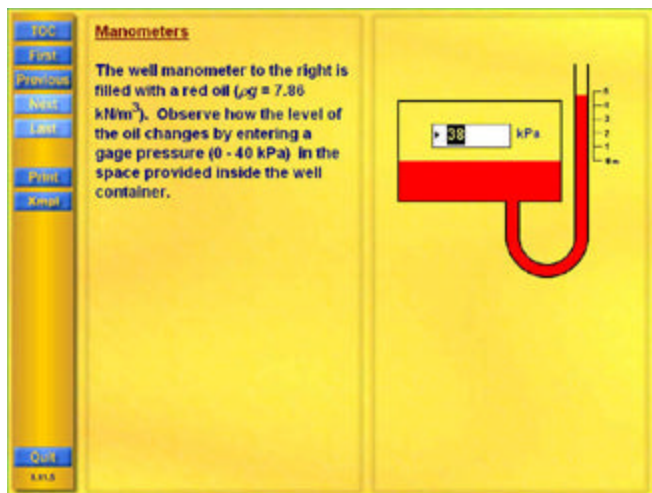 TOC
First
Previous
Next
Last
Print
Xmpl
Quit
Manometers
The well manometer to the right is
filled with a red oil (ρg = 7.86
kN/m³). Observe how the level of
the oil changes by entering a
gage pressure (0 - 40 kPa) in the
space provided inside the well
container.
38 kPa
5
4
3
2
1
0 m